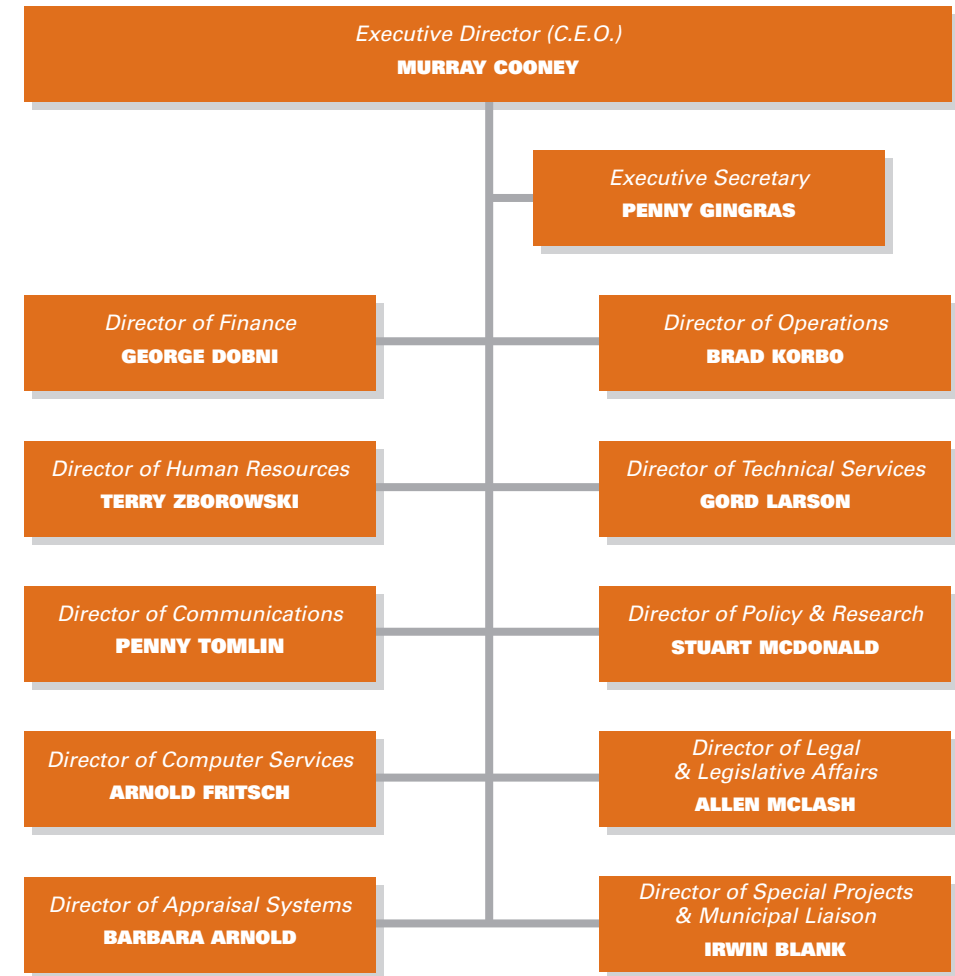 Executive Director (C.E.O.)
MURRAY COONEY
Executive Secretary
PENNY GINGRAS
Director of Finance
GEORGE DOBNI
Director of Operations
BRAD KORBO
Director of Human Resources
TERRY ZBOROWSKI
Director of Technical Services
GORD LARSON
Director of Communications
PENNY TOMLIN
Director of Policy & Research
STUART MCDONALD
Director of Computer Services
ARNOLD FRITSCH
Director of Legal
& Legislative Affairs
ALLEN MCLASH
Director of Appraisal Systems
BARBARA ARNOLD
Director of Special Projects
& Municipal Liaison
IRWIN BLANK